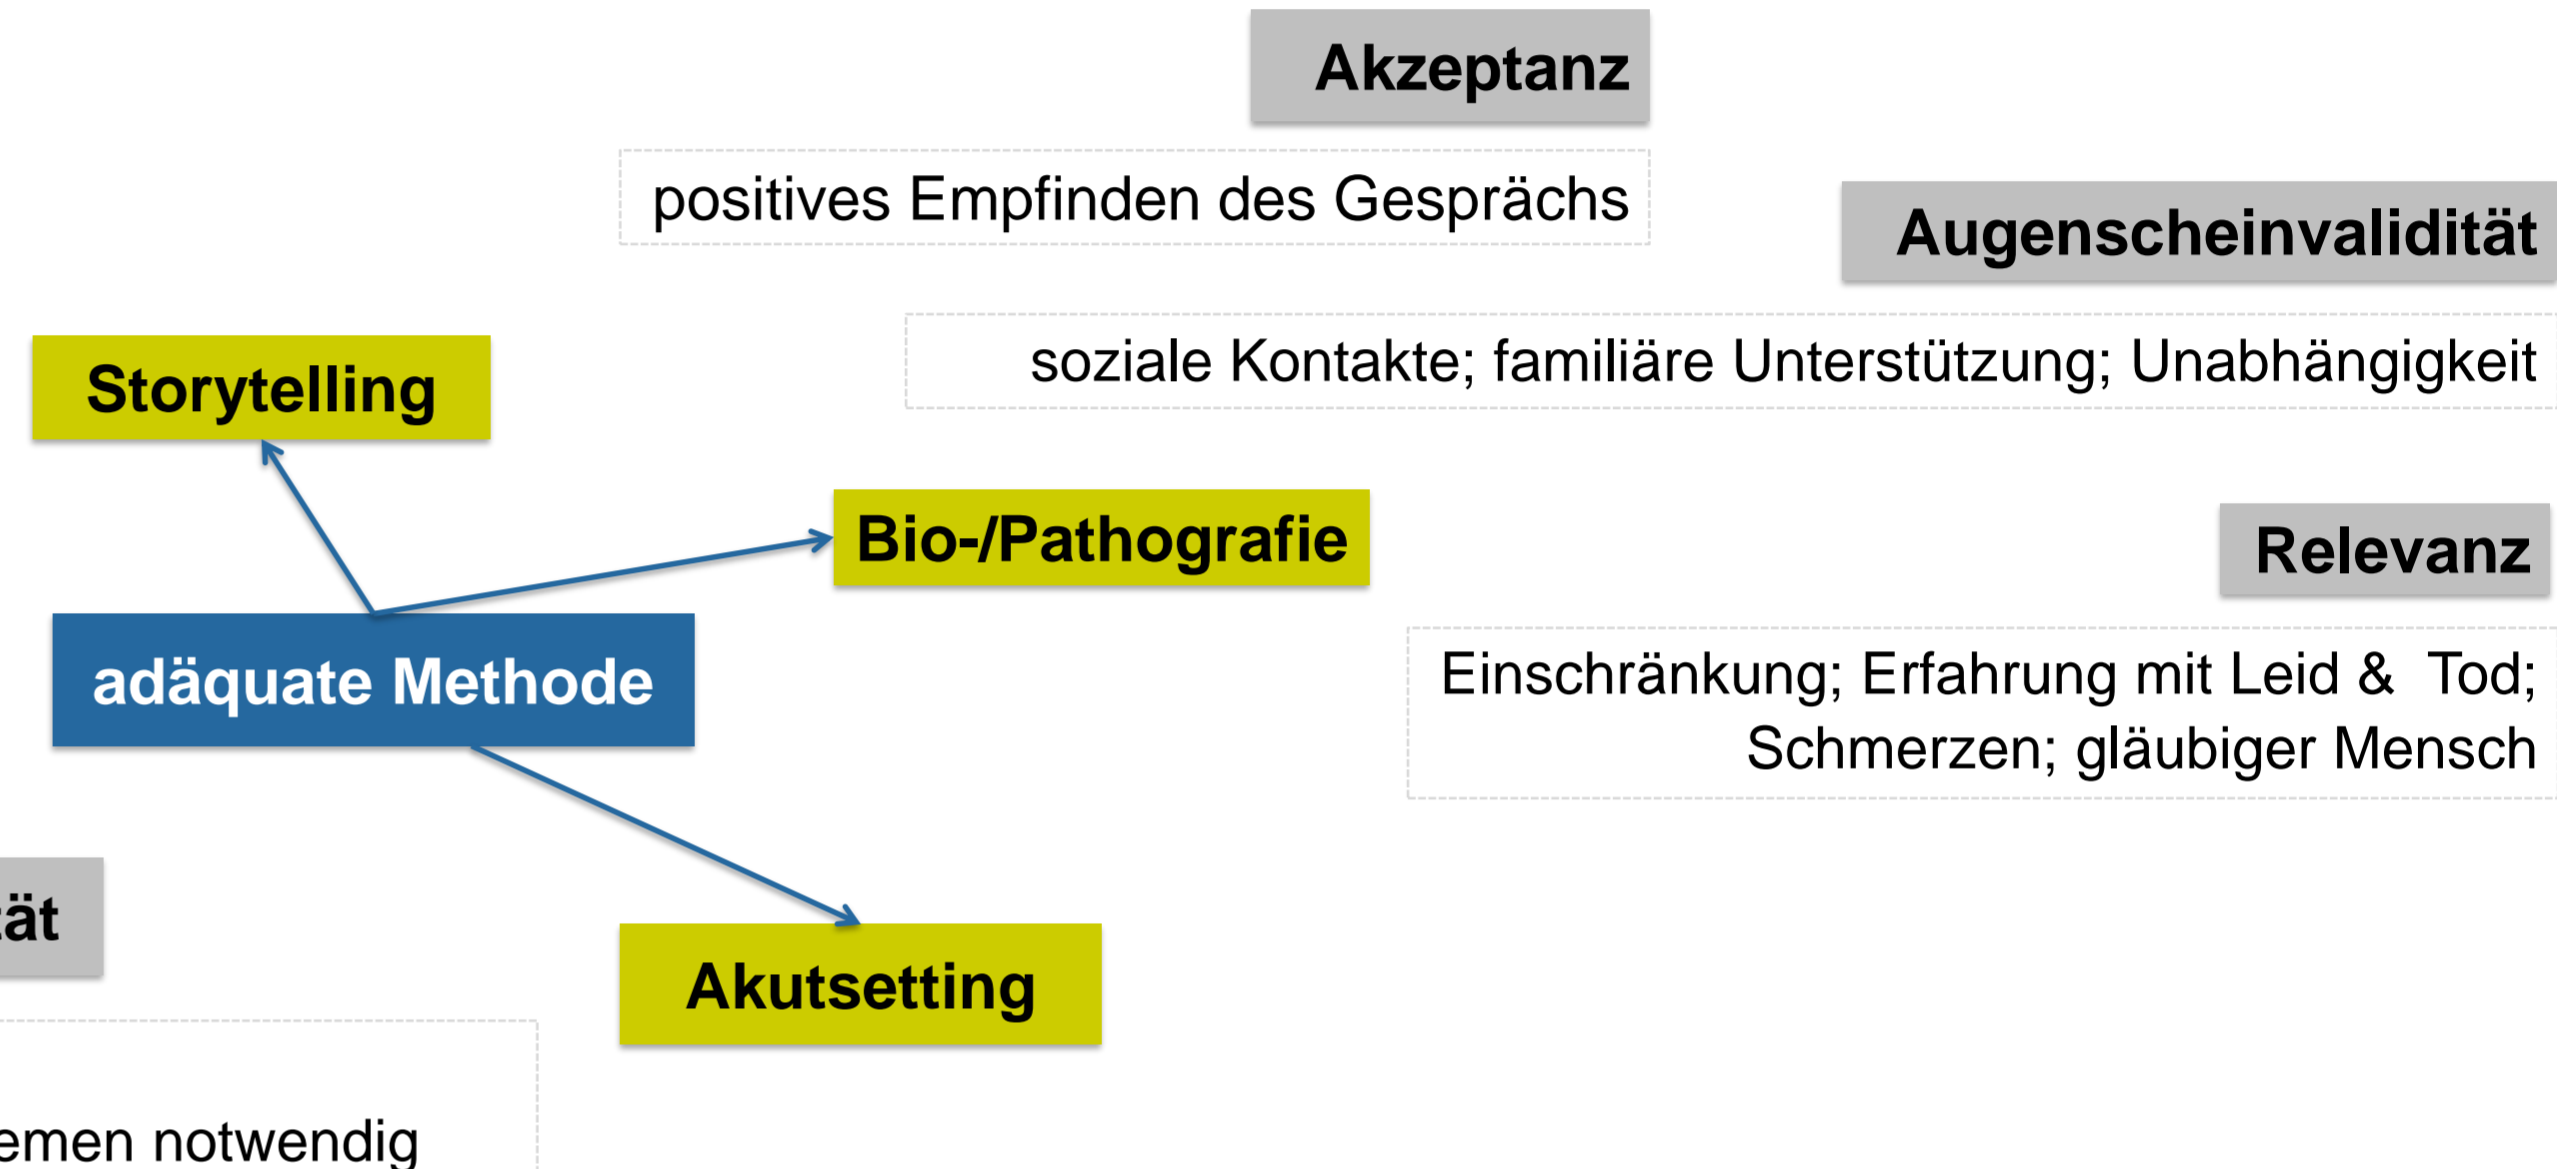 Akzeptanz
positives Empfinden des Gesprächs
Augenscheinvalidität
soziale Kontakte; familiäre Unterstützung; Unabhängigkeit
Storytelling
Bio-/Pathografie
Relevanz
adäquate Methode
Einschränkung; Erfahrung mit Leid & Tod;
Schmerzen; gläubiger Mensch
Akutsetting
notwendig